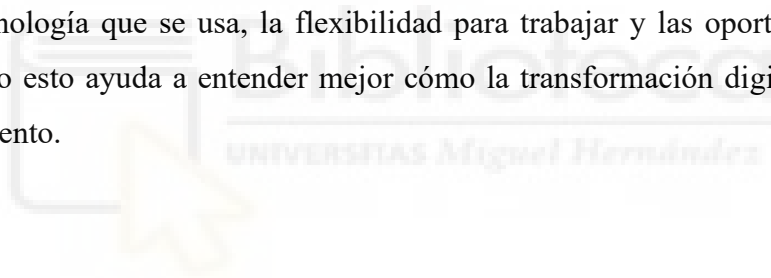 nología que se usa, la flexibilidad para trabajar y las oport
o esto ayuda a entender mejor cómo la transformación digi
ento.
Biblioteca
UNIVERSITAS Miguel Hernández